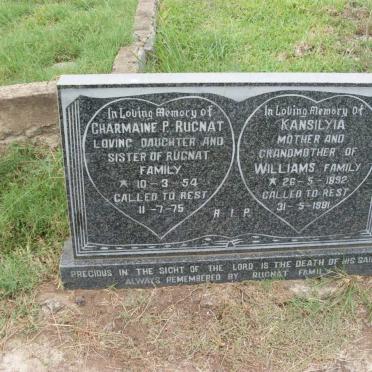 In Loving Memory of
CHARMAINE P. RUGNAT
LOVING DAUGHTER AND
SISTER OF RUGNAT
FAMILY
* 10-3-54
CALLED TO REST
11-7-75
In Loving Memory Of
KANSILYIA
MOTHER AND
GRANDMOTHER OF
WILLIAMS FAMILY
* 26-5-1892
CALLED TO REST
31-5-1981
R.I.P.
PRECIOUS IN THE SIGHT OF THE LORD IS THE DEATH OF HIS
ALWAYS REMEMBERED BY RUGNAT